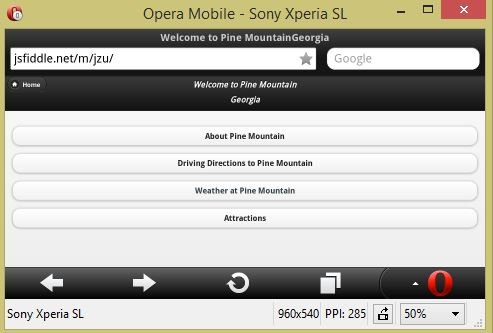 Opera Mobile - Sony Xperia SL
Welcome to Pine MountainGeorgia
jsfiddle.net/m/jzu/
Google
Home
Welcome to Pine Mountain
Georgia
About Pine Mountain
Driving Directions to Pine Mountain
Weather at Pine Mountain
Attractions
Sony Xperia SL
960x540 PPI: 285
50%